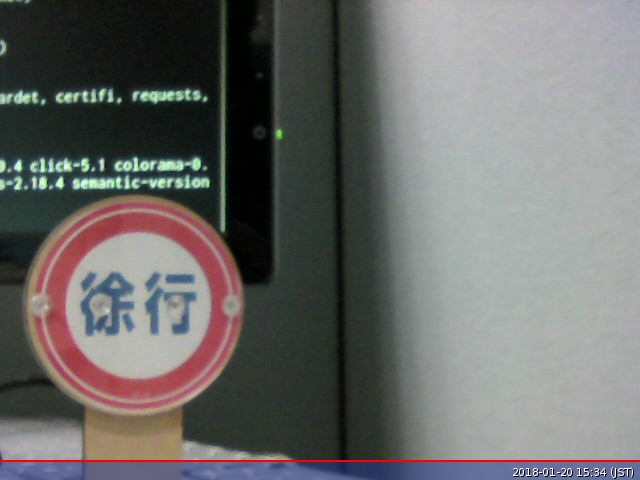 )
ardet, certifi, requests,
0.4 click-5.1 colorama-0.
s-2.18.4 semantic-version
徐行
2018-01-20 15:34 (JST)